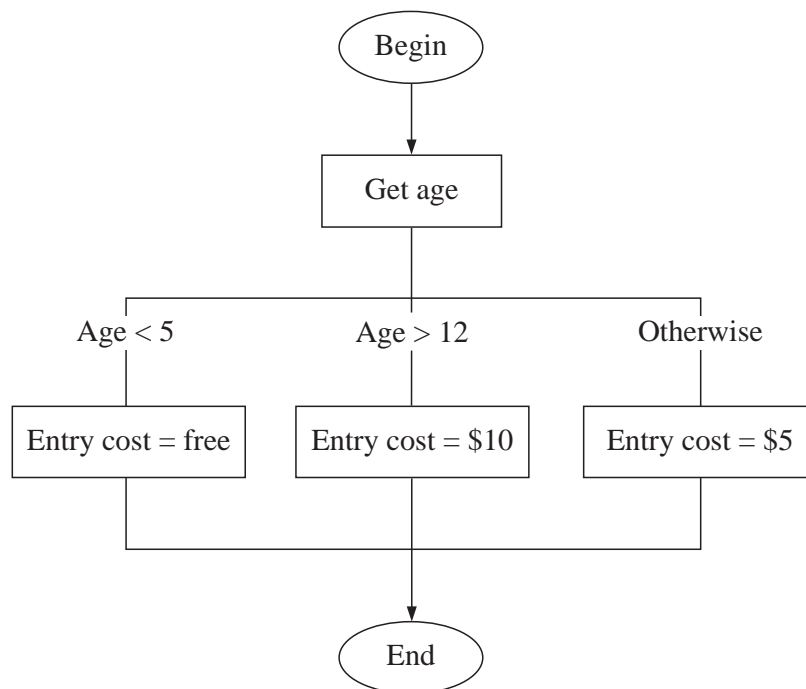 Begin
Get age
Age < 5
Age > 12
Otherwise
Entry cost = free
Entry cost = $10
Entry cost = $5
End